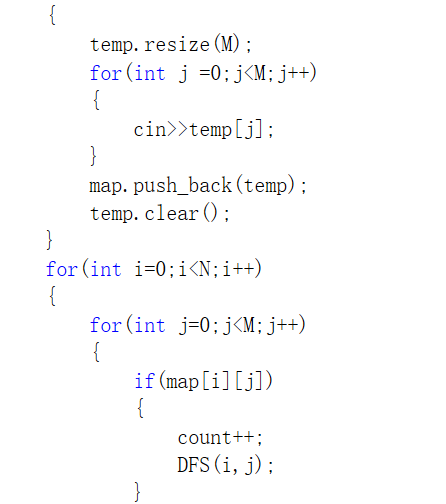 {
temp.resize(M);
for(int j =0;j<M;j++)
{
cin>>temp[j];
}
map.push_back(temp);
temp.clear();
}
for(int i=0;i<N;i++)
{
for(int j=0;j<M;j++)
{
if(map[i][j])
{
count++;
DFS(i,j);
}